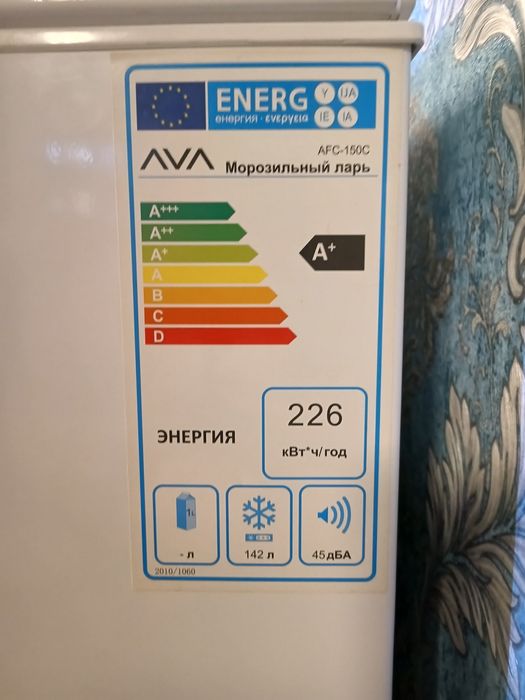 ENERG
Y IJA
енергия · ενεργεια
IE IA
AVA
AFC-150C
Морозильный ларь
A+++
A++
A+
A
B
C
D
A+
ЭНЕРГИЯ
226
кВт*ч/год
1L
- л
142 л
45дБА
2010/1060